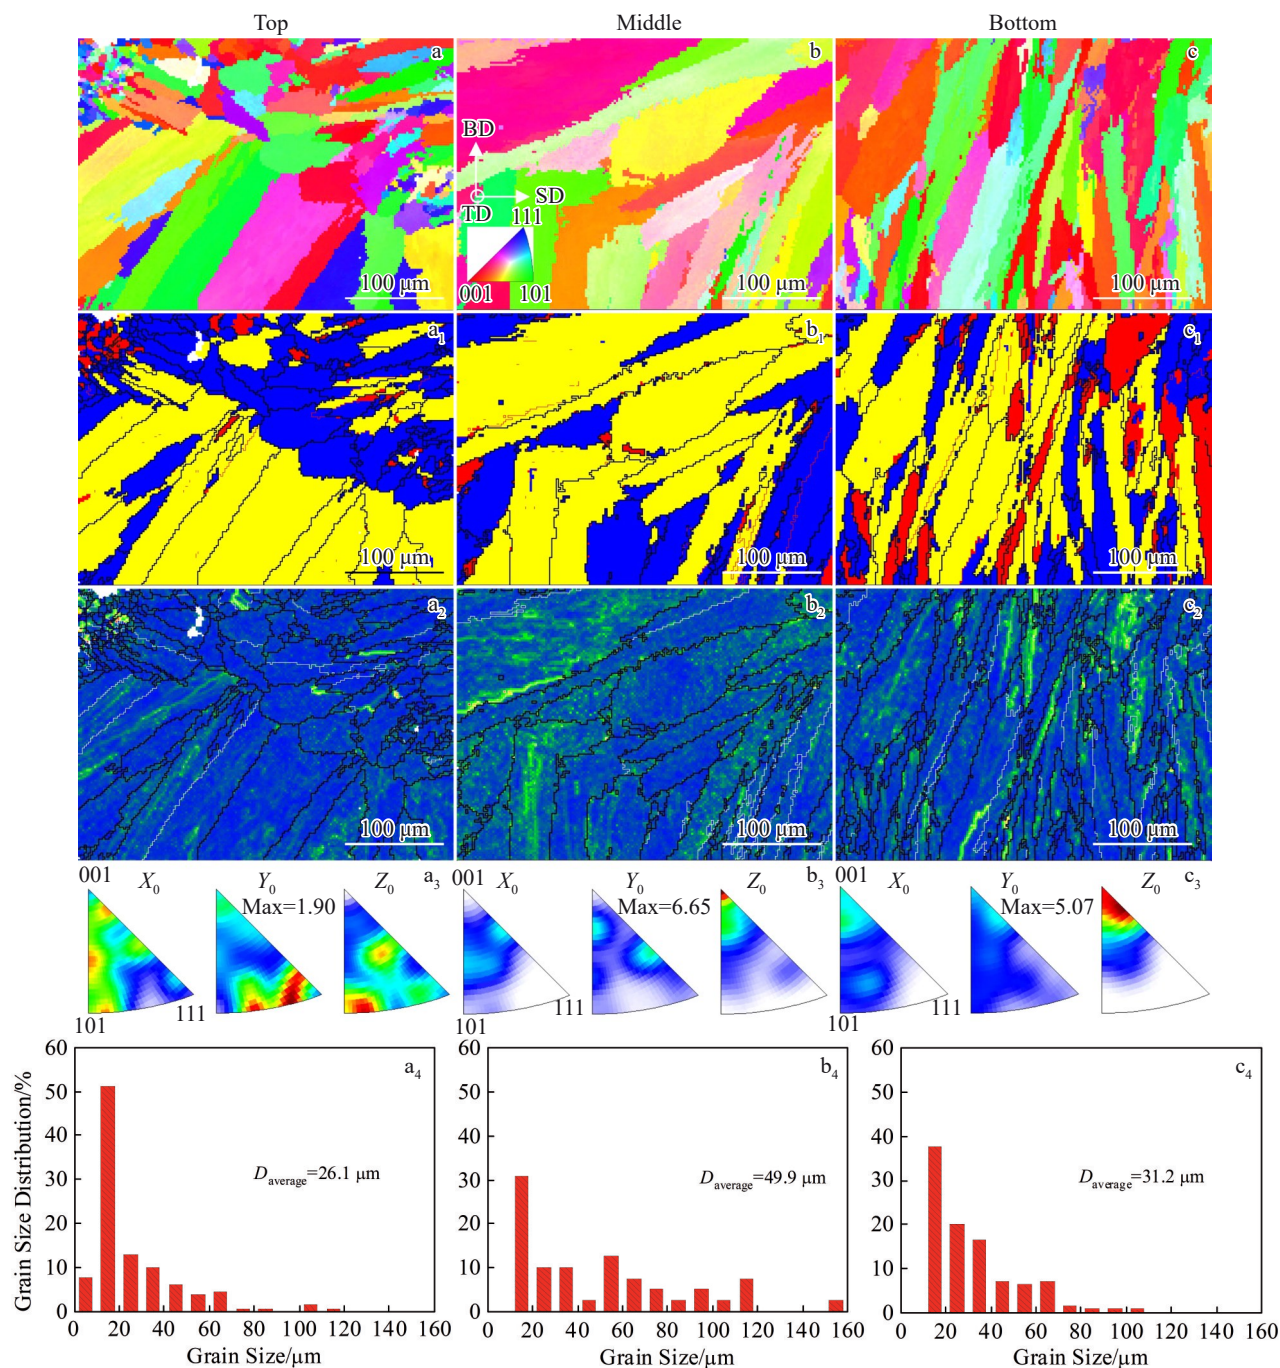 Top Middle Bottom
a b c
BD
SD
TD
111
001 101
100 μm 100 μm 100 μm
a1 b1 c1
100 μm 100 μm 100 μm
a2 b2 c2
100 μm 100 μm 100 μm
001 X0 Y0 Z0 a3 001 X0 Y0 Z0 b3 001 X0 Y0 Z0 c3
Max=1.90 Max=6.65 Max=5.07
101 111 101 111 101 111
Grain Size Distribution/%
60 50 40 30 20 10 0
a4
Daverage=26.1 μm
0 20 40 60 80 100 120 140 160
Grain Size/μm
60 50 40 30 20 10 0
b4
Daverage=49.9 μm
0 20 40 60 80 100 120 140 160
Grain Size/μm
60 50 40 30 20 10 0
c4
Daverage=31.2 μm
0 20 40 60 80 100 120 140 160
Grain Size/μm